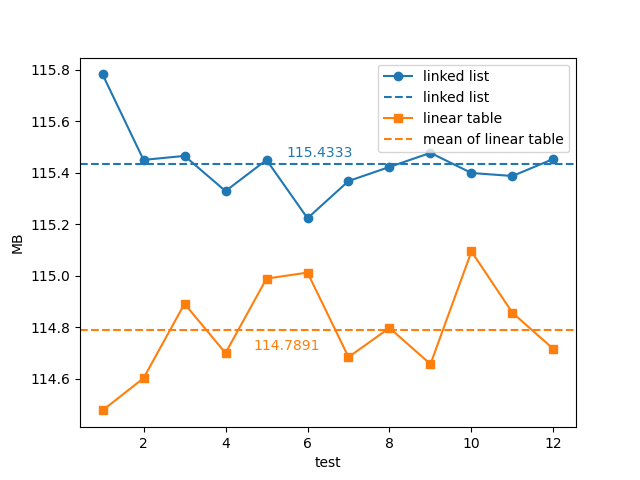 115.8
115.6
115.4
115.2
115.0
114.8
114.6
MB
linked list
linked list
linear table
mean of linear table
115.4333
114.7891
2 4 6 8 10 12
test